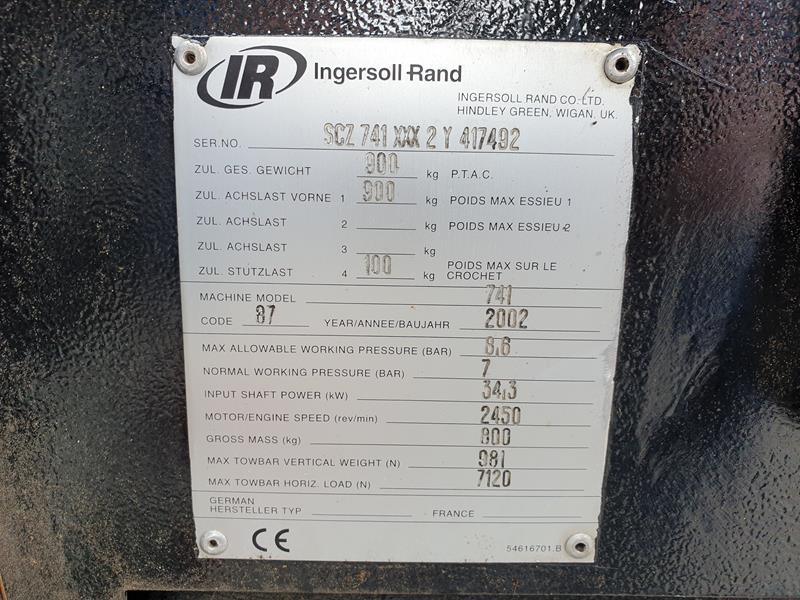 IR Ingersoll-Rand
INGERSOLL RAND CO. LTD.
HINDLEY GREEN, WIGAN, UK.
SER.NO. SCZ 741 XXX 2 Y 417492
ZUL. GES. GEWICHT 900 kg P.T.A.C.
ZUL. ACHSLAST VORNE 1 900 kg POIDS MAX ESSIEU 1
ZUL. ACHSLAST 2 kg POIDS MAX ESSIEU 2
ZUL. ACHSLAST 3 kg
ZUL. STUTZLAST 4 100 kg POIDS MAX SUR LE CROCHET
MACHINE MODEL 741
CODE 87 YEAR/ANNEE/BAUJAHR 2002
MAX ALLOWABLE WORKING PRESSURE (BAR) 8.6
NORMAL WORKING PRESSURE (BAR) 7
INPUT SHAFT POWER (kW) 34.3
MOTOR/ENGINE SPEED (rev/min) 2450
GROSS MASS (kg) 900
MAX TOWBAR VERTICAL WEIGHT (N) 981
MAX TOWBAR HORIZ. LOAD (N) 7120
GERMAN
HERSTELLER TYP FRANCE
CE 54616701.B